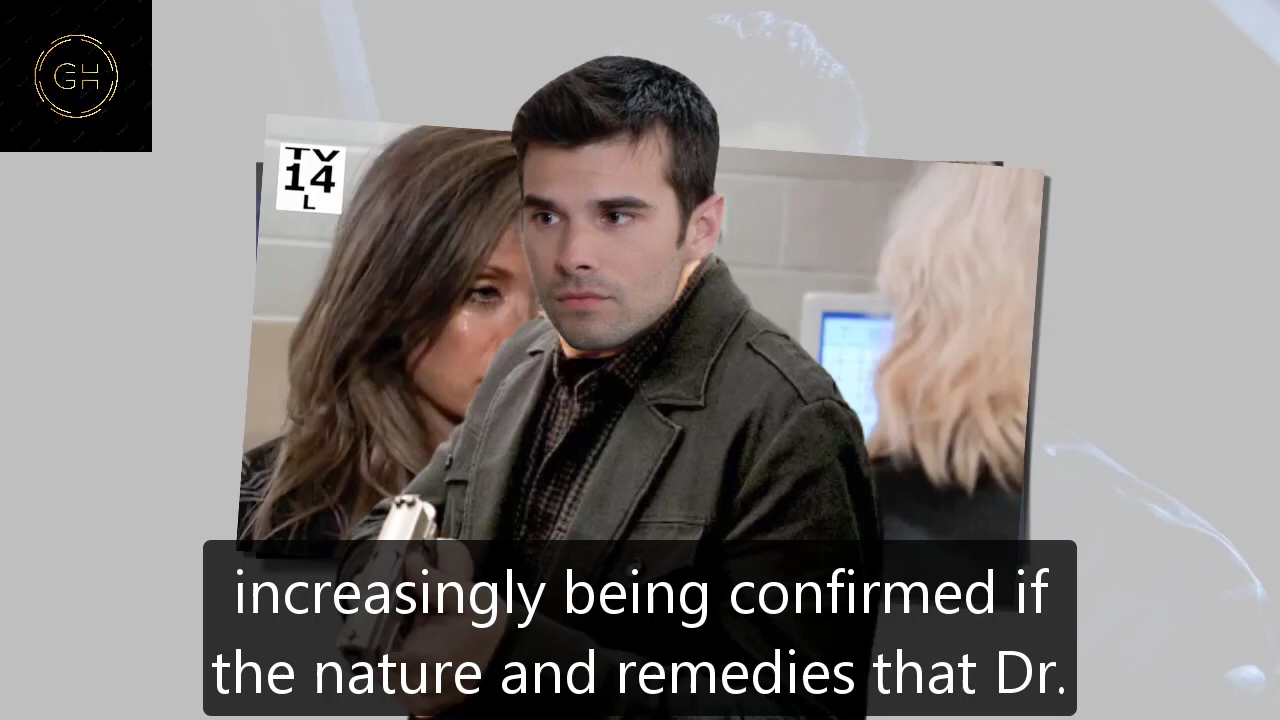 GH
TV
14
L
increasingly being confirmed if
the nature and remedies that Dr.